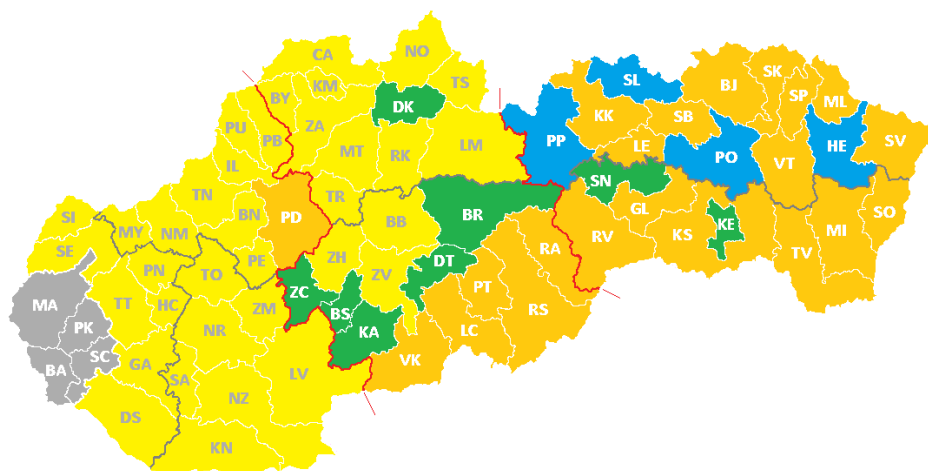 CA
NO
KM
TS
BY
DK
SL
SK
BJ
SP
ML
PU
ZA
KK
SB
PB
MT
RK
LM
PP
LE
PO
HE
SV
IL
VT
TN
TR
SN
BN
PD
BB
BR
GL
SO
SI
MY
NM
KE
SE
PE
ZH
DT
RA
RV
KS
TV
MI
PN
TO
ZV
MA
TT
HC
ZC
PT
ZM
BS
RS
PK
NR
KA
LC
SC
GA
VK
BA
SA
LV
NZ
DS
KN